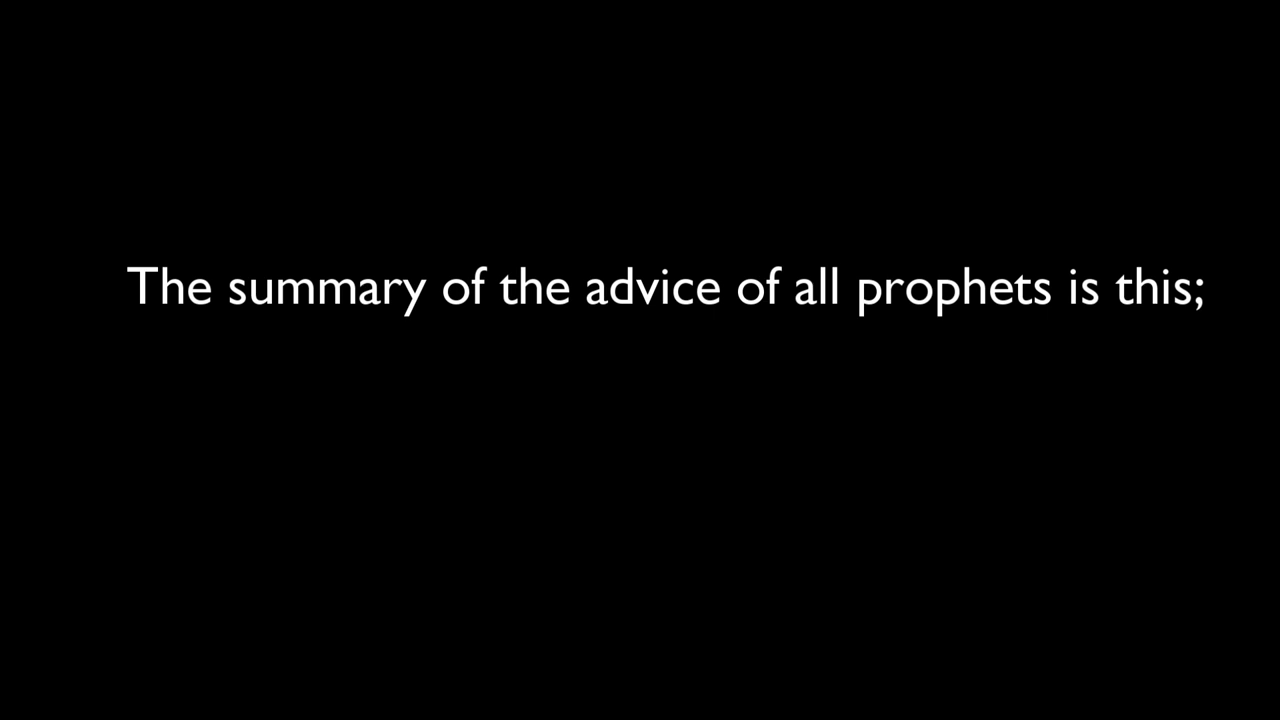 The summary of the advice of all prophets is this;